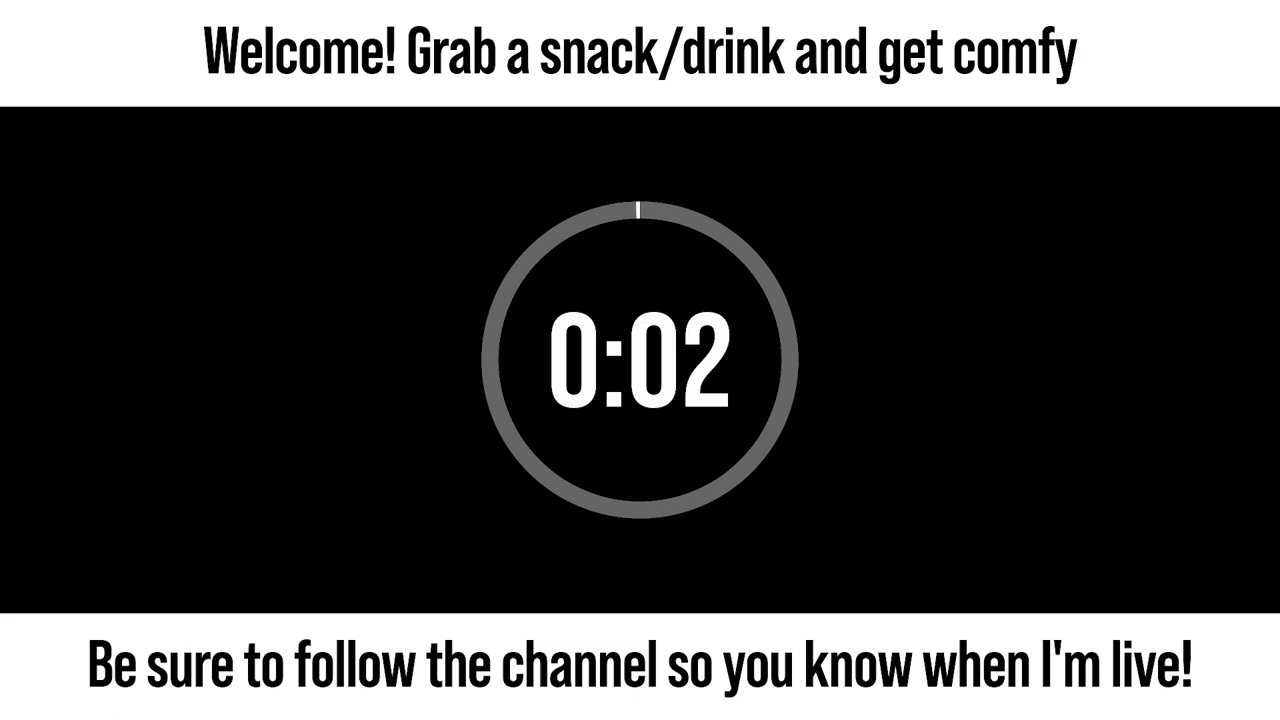 Welcome! Grab a snack/drink and get comfy
0:02
Be sure to follow the channel so you know when I'm live!